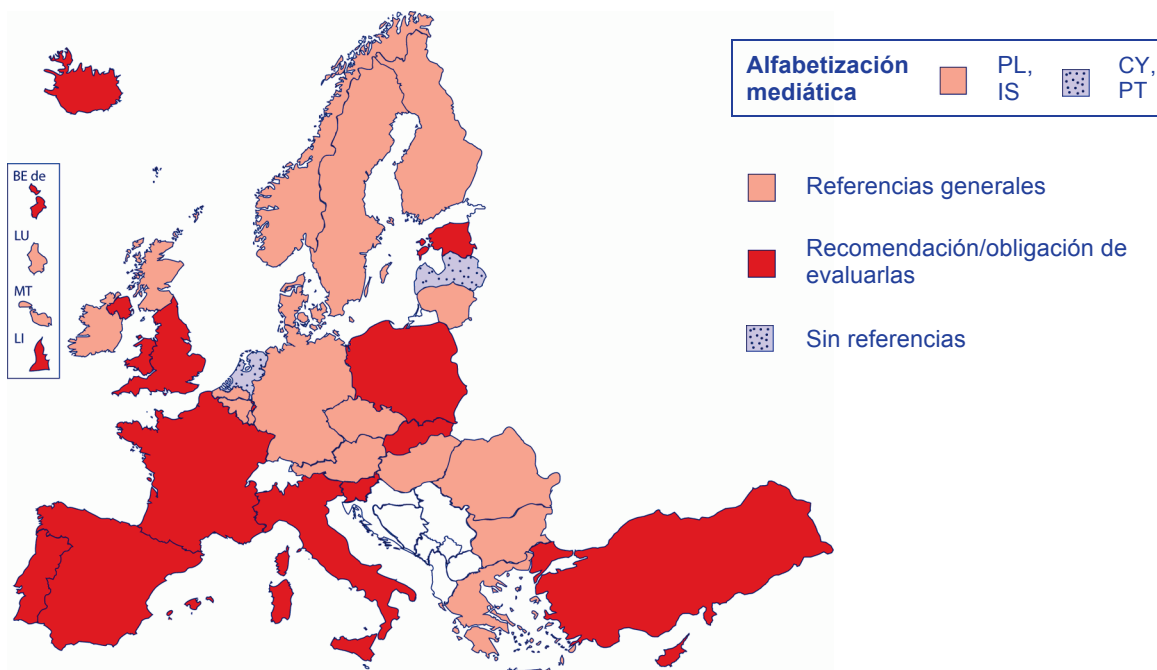 Alfabetización
mediática
PL,
IS
CY,
PT
BE de
LU
MT
LI
Referencias generales
Recomendación/obligación de
evaluarlas
Sin referencias